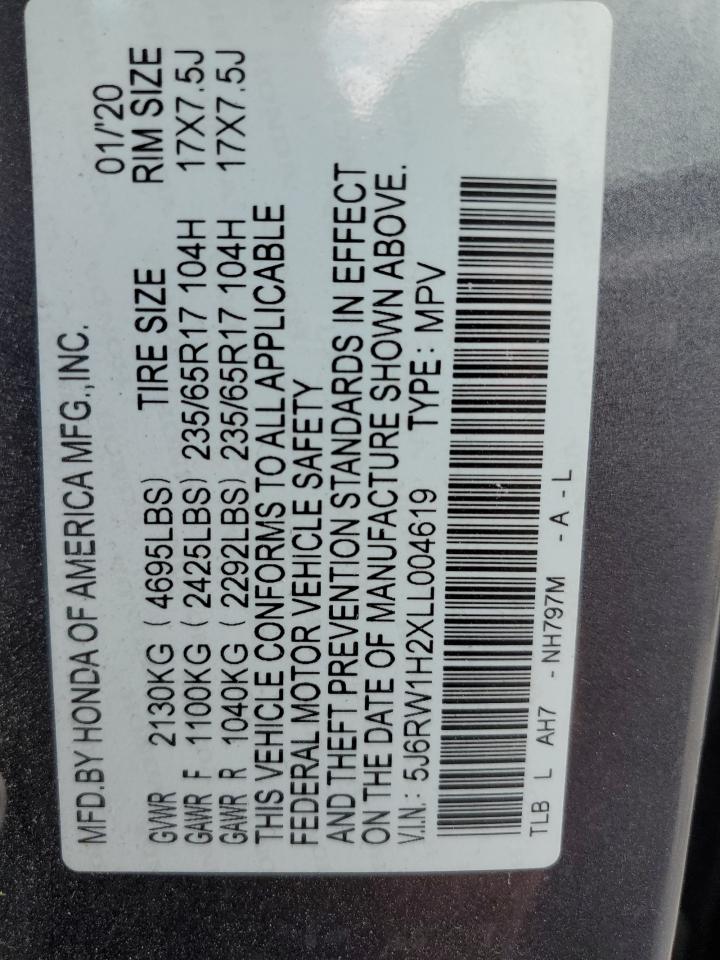 MFD.BY HONDA OF AMERICA MFG.,INC. 01/'20
GVWR 2130KG ( 4695LBS) TIRE SIZE RIM SIZE
GAWR F 1100KG ( 2425LBS) 235/65R17 104H 17X7.5J
GAWR R 1040KG ( 2292LBS) 235/65R17 104H 17X7.5J
THIS VEHICLE CONFORMS TO ALL APPLICABLE
FEDERAL MOTOR VEHICLE SAFETY
AND THEFT PREVENTION STANDARDS IN EFFECT
ON THE DATE OF MANUFACTURE SHOWN ABOVE.
V.I.N.: 5J6RW1H2XLL004619 TYPE: MPV
TLB L AH7 -NH797M -A -L